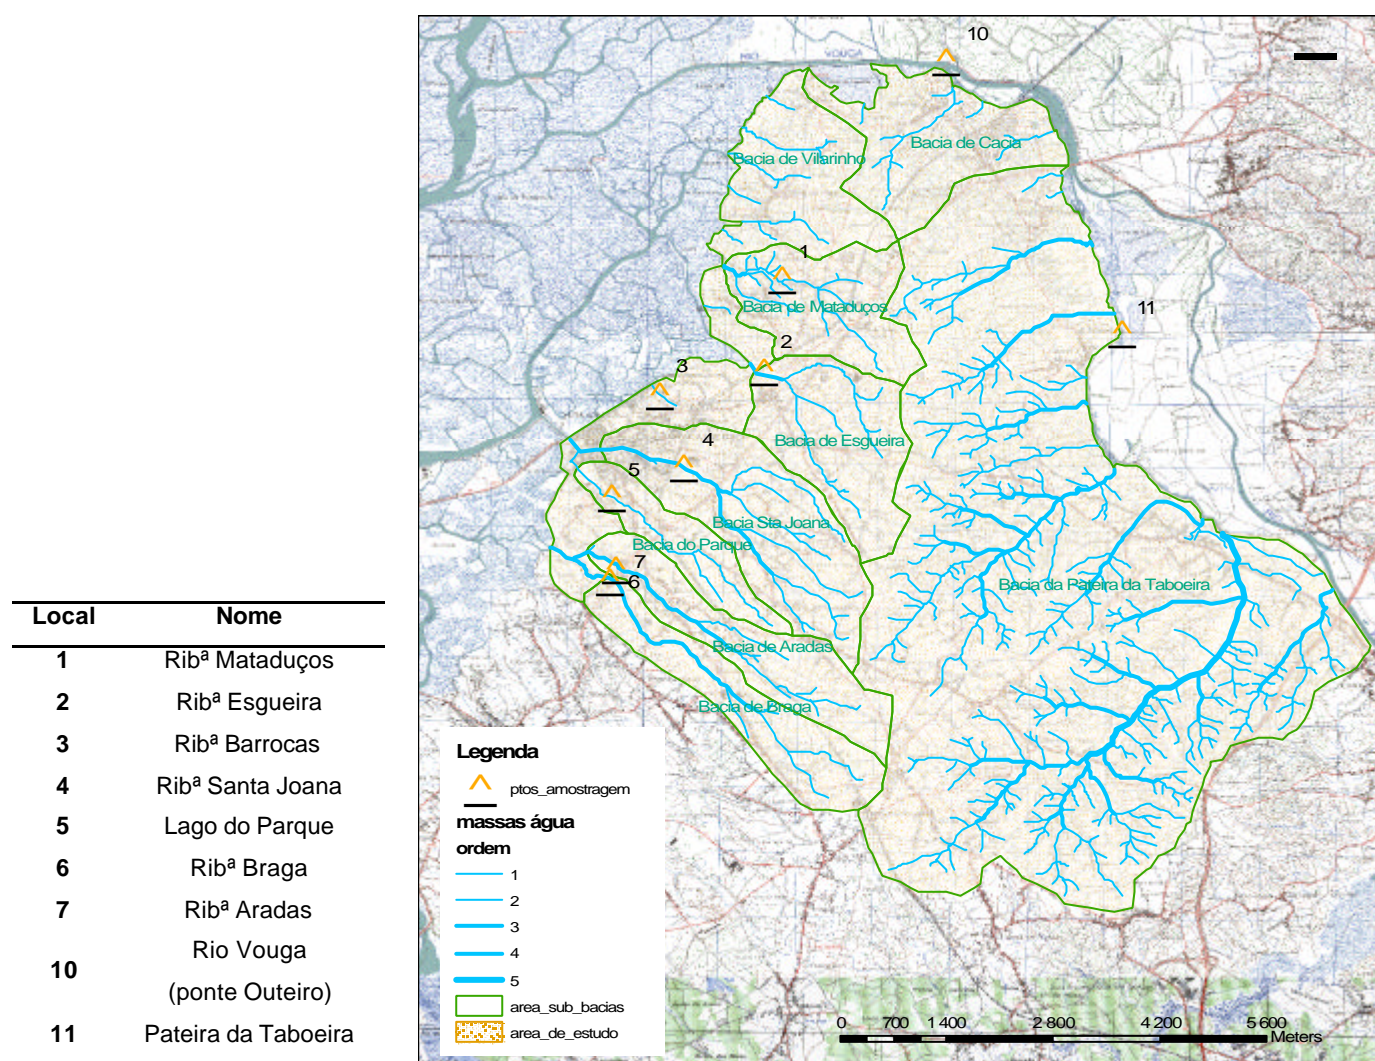 Local Nome
1 Ribª Mataduços
2 Ribª Esgueira
3 Ribª Barrocas
4 Ribª Santa Joana
5 Lago do Parque
6 Ribª Braga
7 Ribª Aradas
10 Rio Vouga
(ponte Outeiro)
11 Pateira da Taboeira
10
RIO VOUGA
Bacia de Cacia
Bacia de Vilarinho
1
Bacia de Mataduços
11
2
3
Bacia de Esgueira
4
5
Bacia Sta Joana
Bacia do Parque
7
6
Bacia da Pateira da Taboeira
Bacia de Aradas
Bacia de Braga
Legenda
ptos_amostragem
massas água
ordem
1
2
3
4
5
area_sub_bacias
area_de_estudo
0 700 1 400 2 800 4 200 5 600
Meters